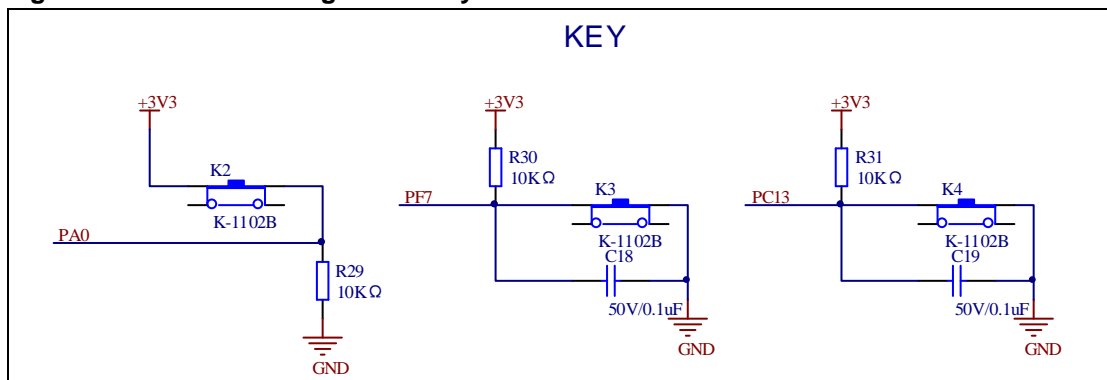 KEY
+3V3
K2
K-1102B
PA0
R29
10KΩ
GND
+3V3
R30
10KΩ
PF7
K3
K-1102B
C18
50V/0.1uF
GND
+3V3
R31
10KΩ
PC13
K4
K-1102B
C19
50V/0.1uF
GND